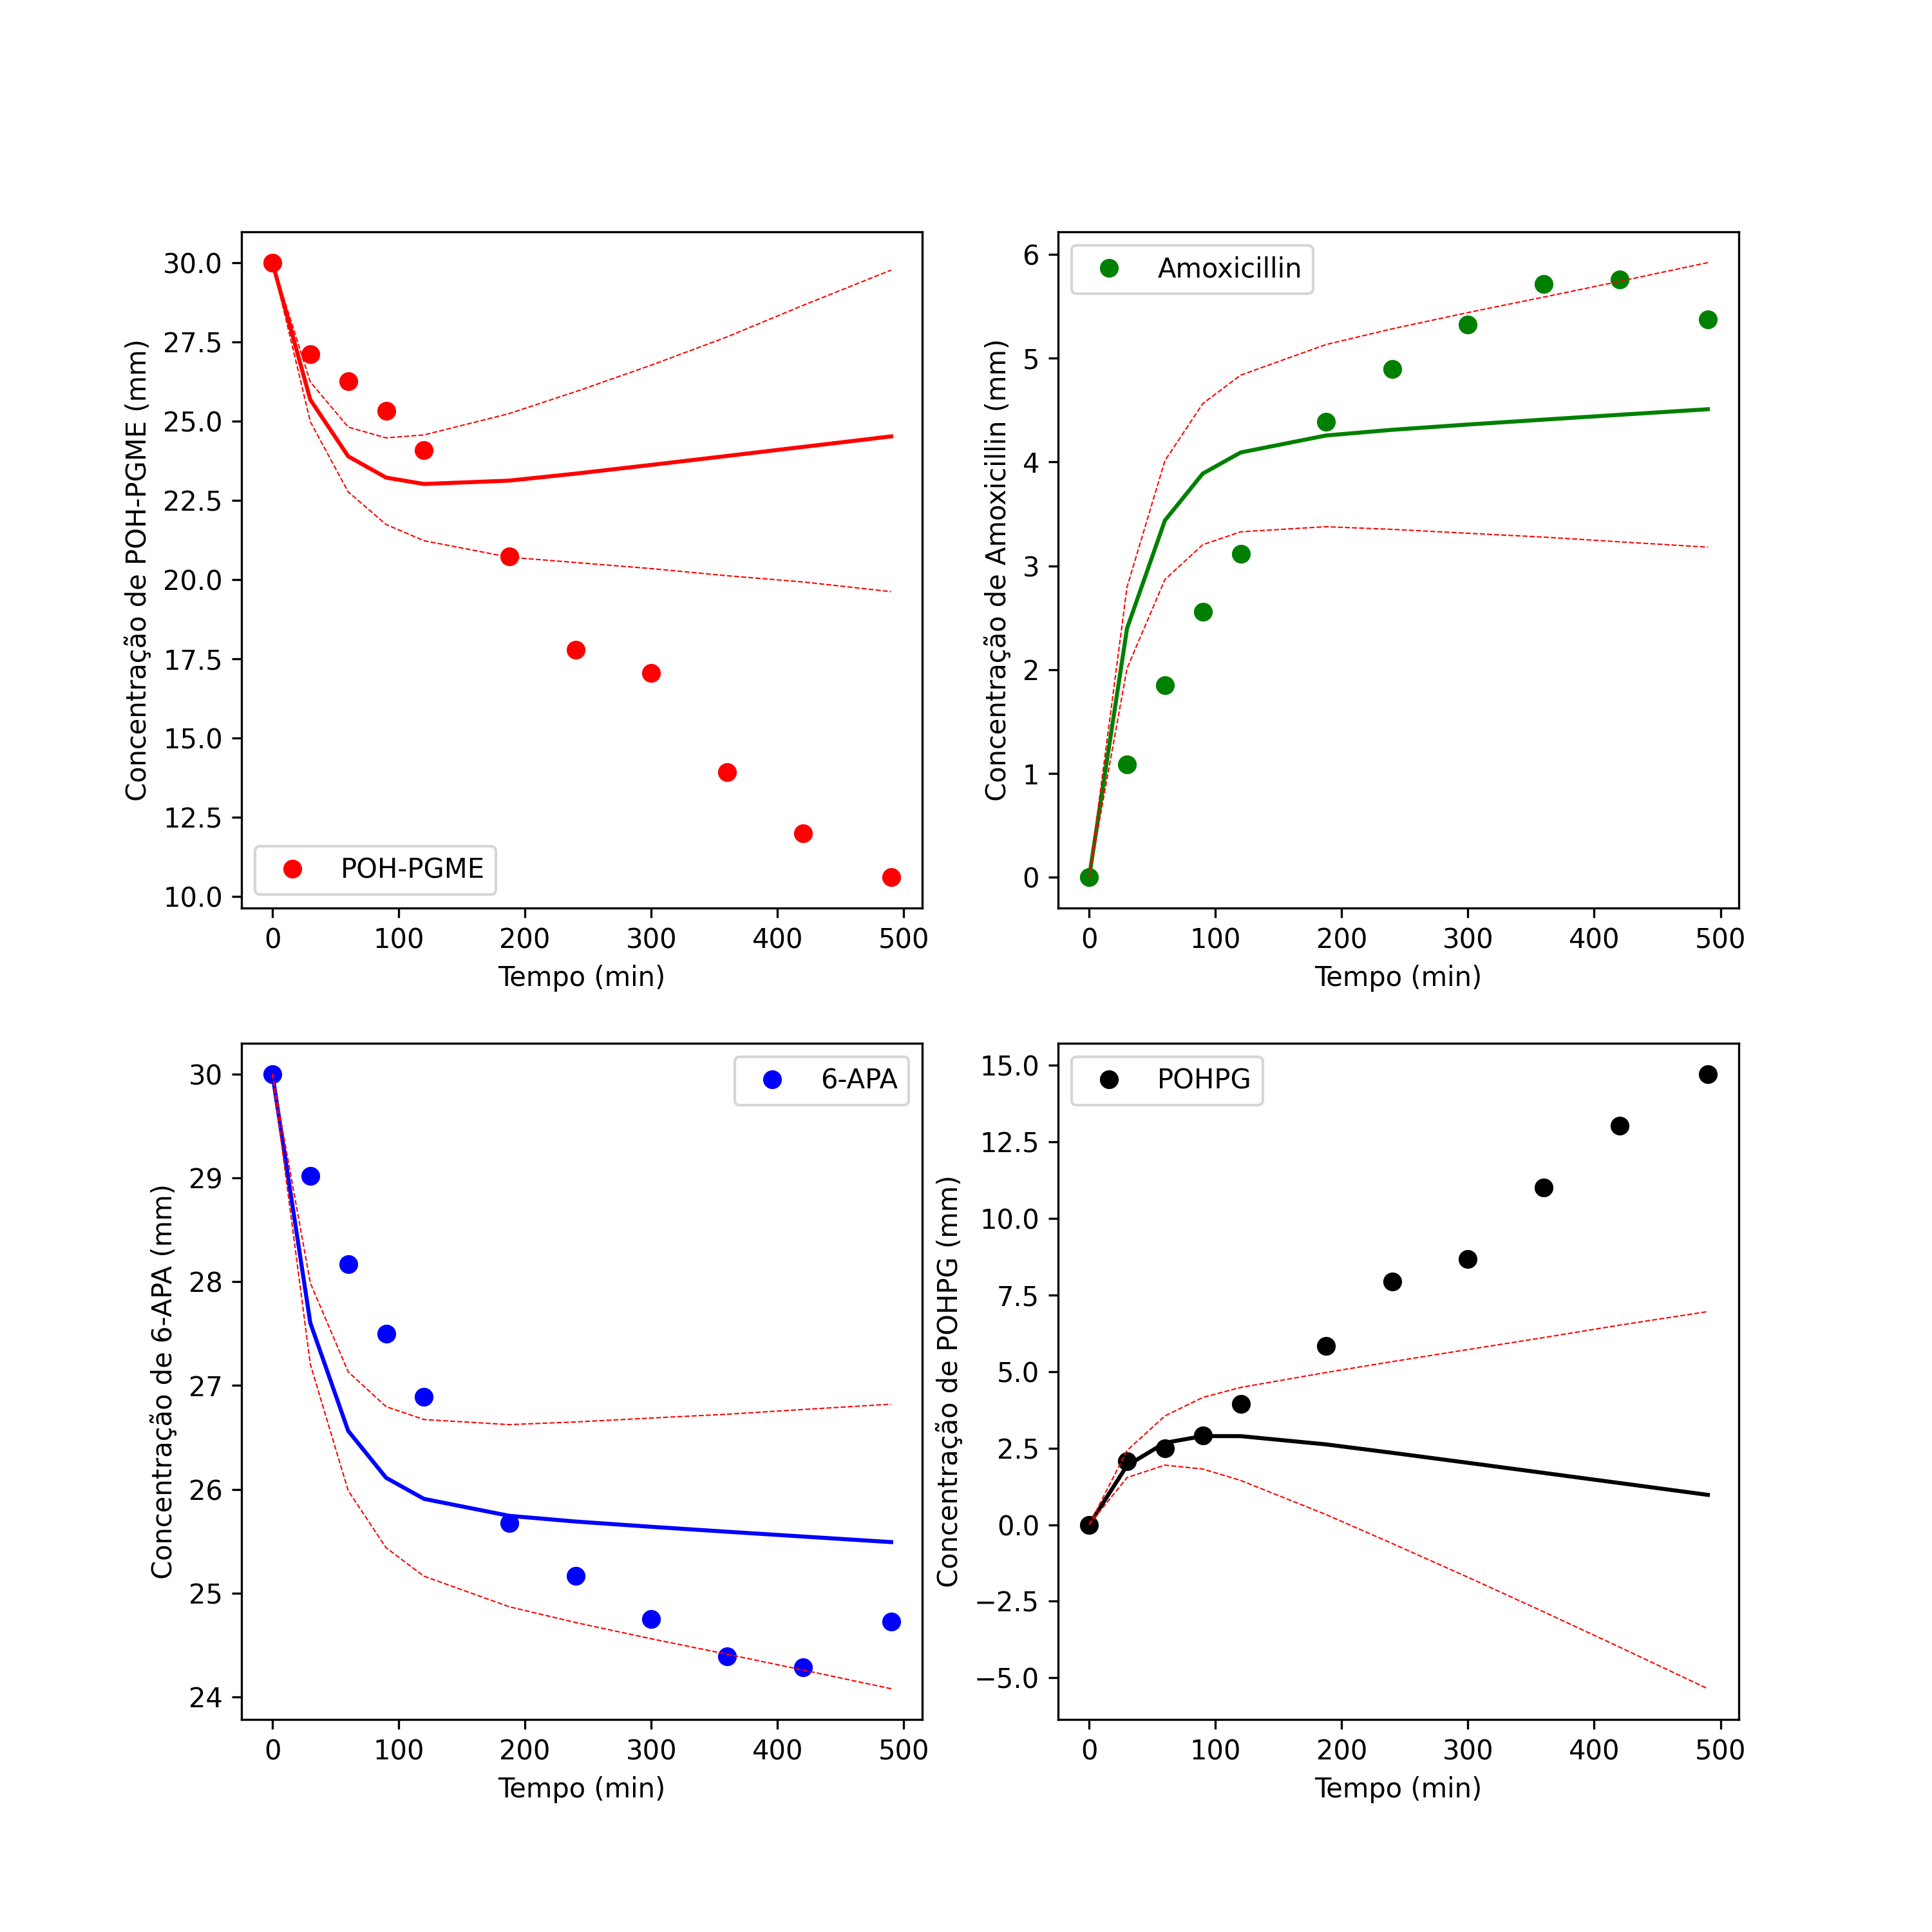 Concentração de POH-PGME (mm)
30.0
27.5
25.0
22.5
20.0
17.5
15.0
12.5
10.0
POH-PGME
0 100 200 300 400 500
Tempo (min)
Concentração de Amoxicillin (mm)
6
5
4
3
2
1
0
Amoxicillin
0 100 200 300 400 500
Tempo (min)
Concentração de 6-APA (mm)
30
29
28
27
26
25
24
6-APA
0 100 200 300 400 500
Tempo (min)
Concentração de POHPG (mm)
15.0
12.5
10.0
7.5
5.0
2.5
0.0
−2.5
−5.0
POHPG
0 100 200 300 400 500
Tempo (min)